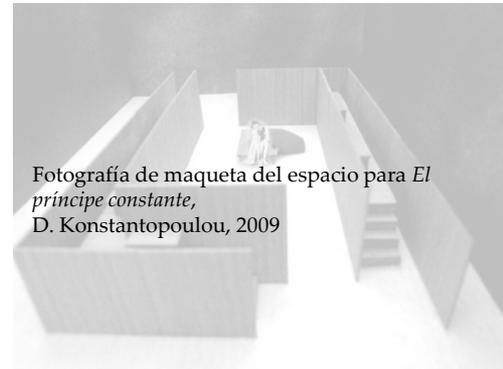 Fotografía de maqueta del espacio para El
príncipe constante,
D. Konstantopoulou, 2009